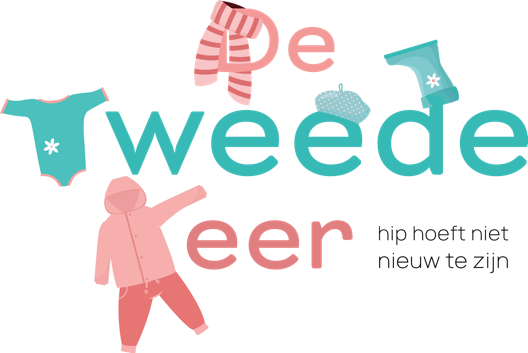 De
Tweede
Keer
hip hoeft niet
nieuw te zijn